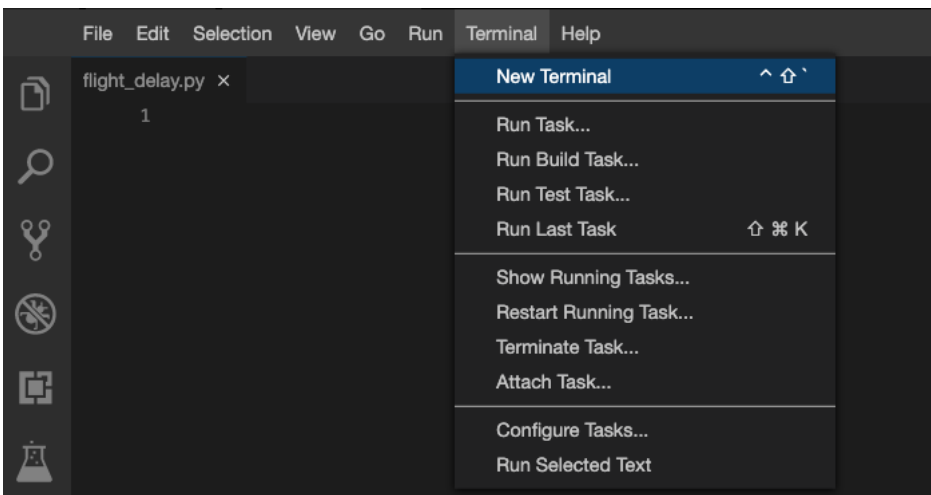 File Edit Selection View Go Run Terminal Help
flight_delay.py ×
1
New Terminal ^ ⇧ `
Run Task...
Run Build Task...
Run Test Task...
Run Last Task ⇧ ⌘ K
Show Running Tasks...
Restart Running Task...
Terminate Task...
Attach Task...
Configure Tasks...
Run Selected Text